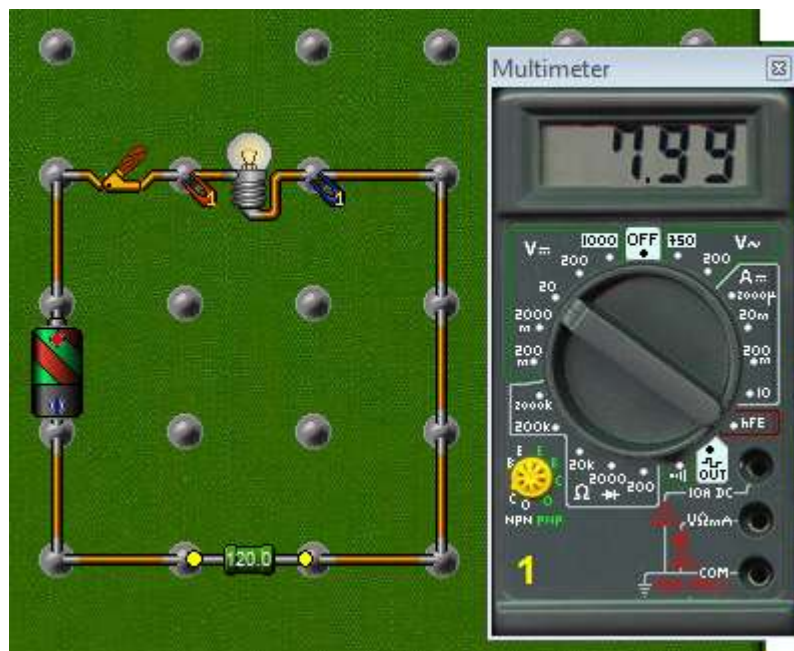 Multimeter
7.99
1000 OFF 750
V= 200 200 V~
20 A=
2000µ
2000 m 20m
200 m 200 m
2000k 10
200k hFE
20k 2000 200 OUT
Ω
10A DC
VΩmA
COM
E E
B B
C C
O O
NPN PNP
1
1 1
120.0